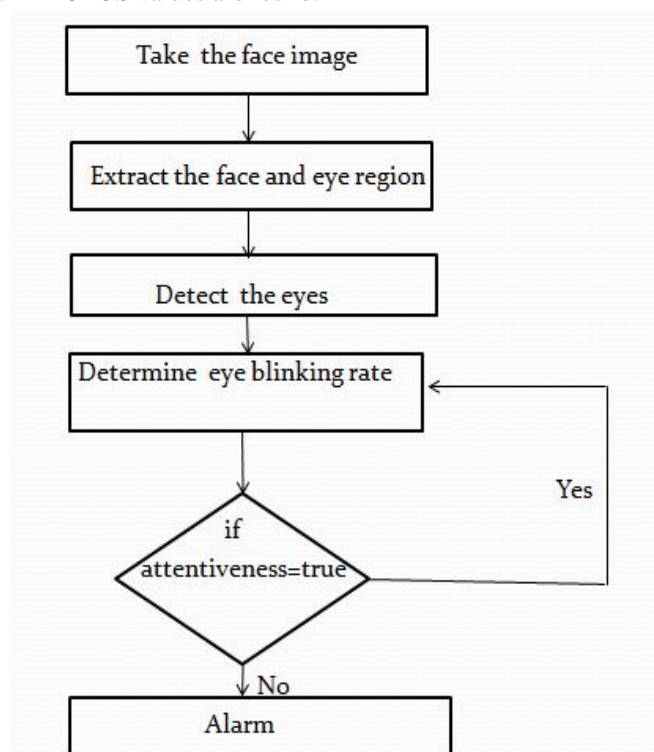 Take the face image
Extract the face and eye region
Detect the eyes
Determine eye blinking rate
Yes
if
attentiveness=true
No
Alarm